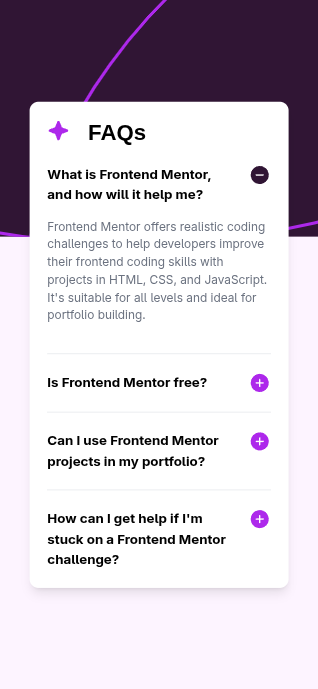 FAQs
What is Frontend Mentor,
and how will it help me?
Frontend Mentor offers realistic coding
challenges to help developers improve
their frontend coding skills with
projects in HTML, CSS, and JavaScript.
It's suitable for all levels and ideal for
portfolio building.
Is Frontend Mentor free?
Can I use Frontend Mentor
projects in my portfolio?
How can I get help if I'm
stuck on a Frontend Mentor
challenge?